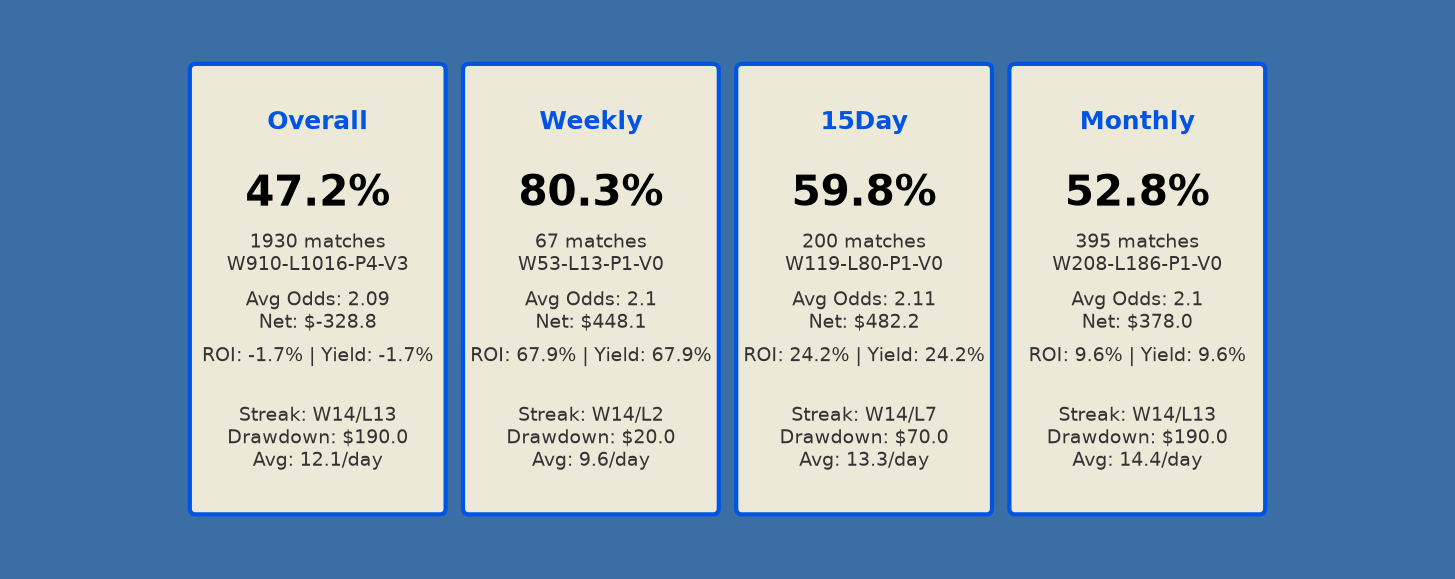 Overall
47.2%
1930 matches
W910-L1016-P4-V3
Avg Odds: 2.09
Net: $-328.8
ROI: -1.7% | Yield: -1.7%
Streak: W14/L13
Drawdown: $190.0
Avg: 12.1/day
Weekly
80.3%
67 matches
W53-L13-P1-V0
Avg Odds: 2.1
Net: $448.1
ROI: 67.9% | Yield: 67.9%
Streak: W14/L2
Drawdown: $20.0
Avg: 9.6/day
15Day
59.8%
200 matches
W119-L80-P1-V0
Avg Odds: 2.11
Net: $482.2
ROI: 24.2% | Yield: 24.2%
Streak: W14/L7
Drawdown: $70.0
Avg: 13.3/day
Monthly
52.8%
395 matches
W208-L186-P1-V0
Avg Odds: 2.1
Net: $378.0
ROI: 9.6% | Yield: 9.6%
Streak: W14/L13
Drawdown: $190.0
Avg: 14.4/day